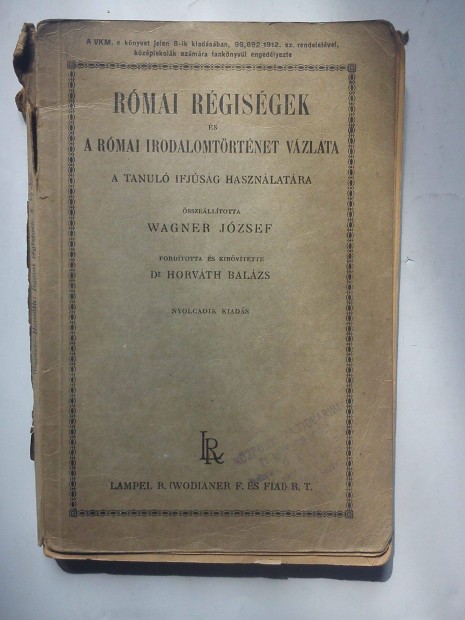 A VKM. e könyvet jelen 8-ik kiadásában, 99,692/1912. sz. rendeletével,
középiskolák számára tankönyvül engedélyezte
RÓMAI RÉGISÉGEK
ÉS
A RÓMAI IRODALOMTÖRTÉNET VÁZLATA
A TANULÓ IFJÚSÁG HASZNÁLATÁRA
ÖSSZEÁLLÍTOTTA
WAGNER JÓZSEF
FORDÍTOTTA ÉS KIBŐVÍTETTE
Dr HORVÁTH BALÁZS
NYOLCADIK KIADÁS
LR
LAMPEL R. (WODIANER F. ÉS FIAI) R. T.